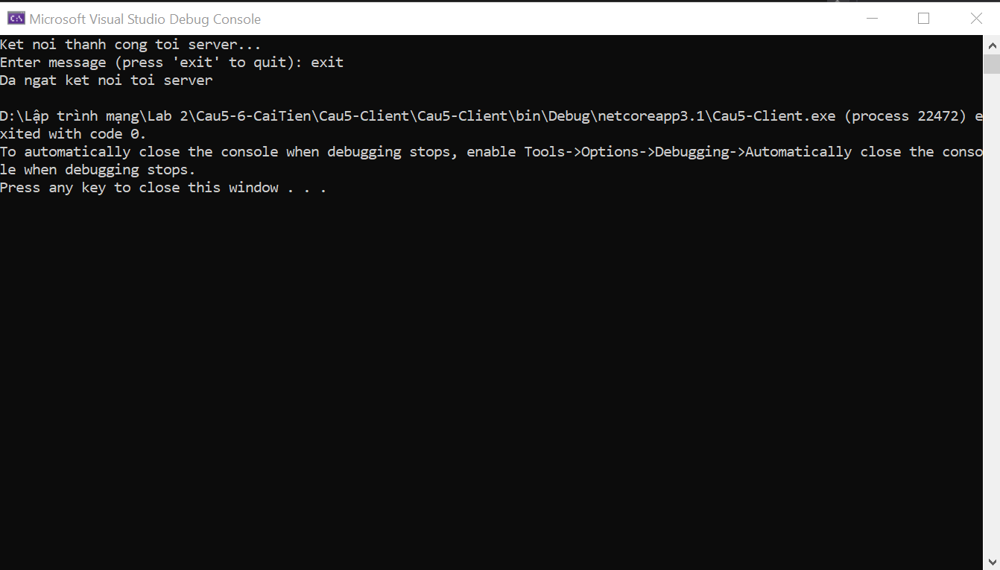 Microsoft Visual Studio Debug Console
Ket noi thanh cong toi server...
Enter message (press 'exit' to quit): exit
Da ngat ket noi toi server
D:\Lập trình mạng\Lab 2\Cau5-6-CaiTien\Cau5-Client\Cau5-Client\bin\Debug\netcoreapp3.1\Cau5-Client.exe (process 22472) e
xited with code 0.
To automatically close the console when debugging stops, enable Tools->Options->Debugging->Automatically close the conso
le when debugging stops.
Press any key to close this window . . .